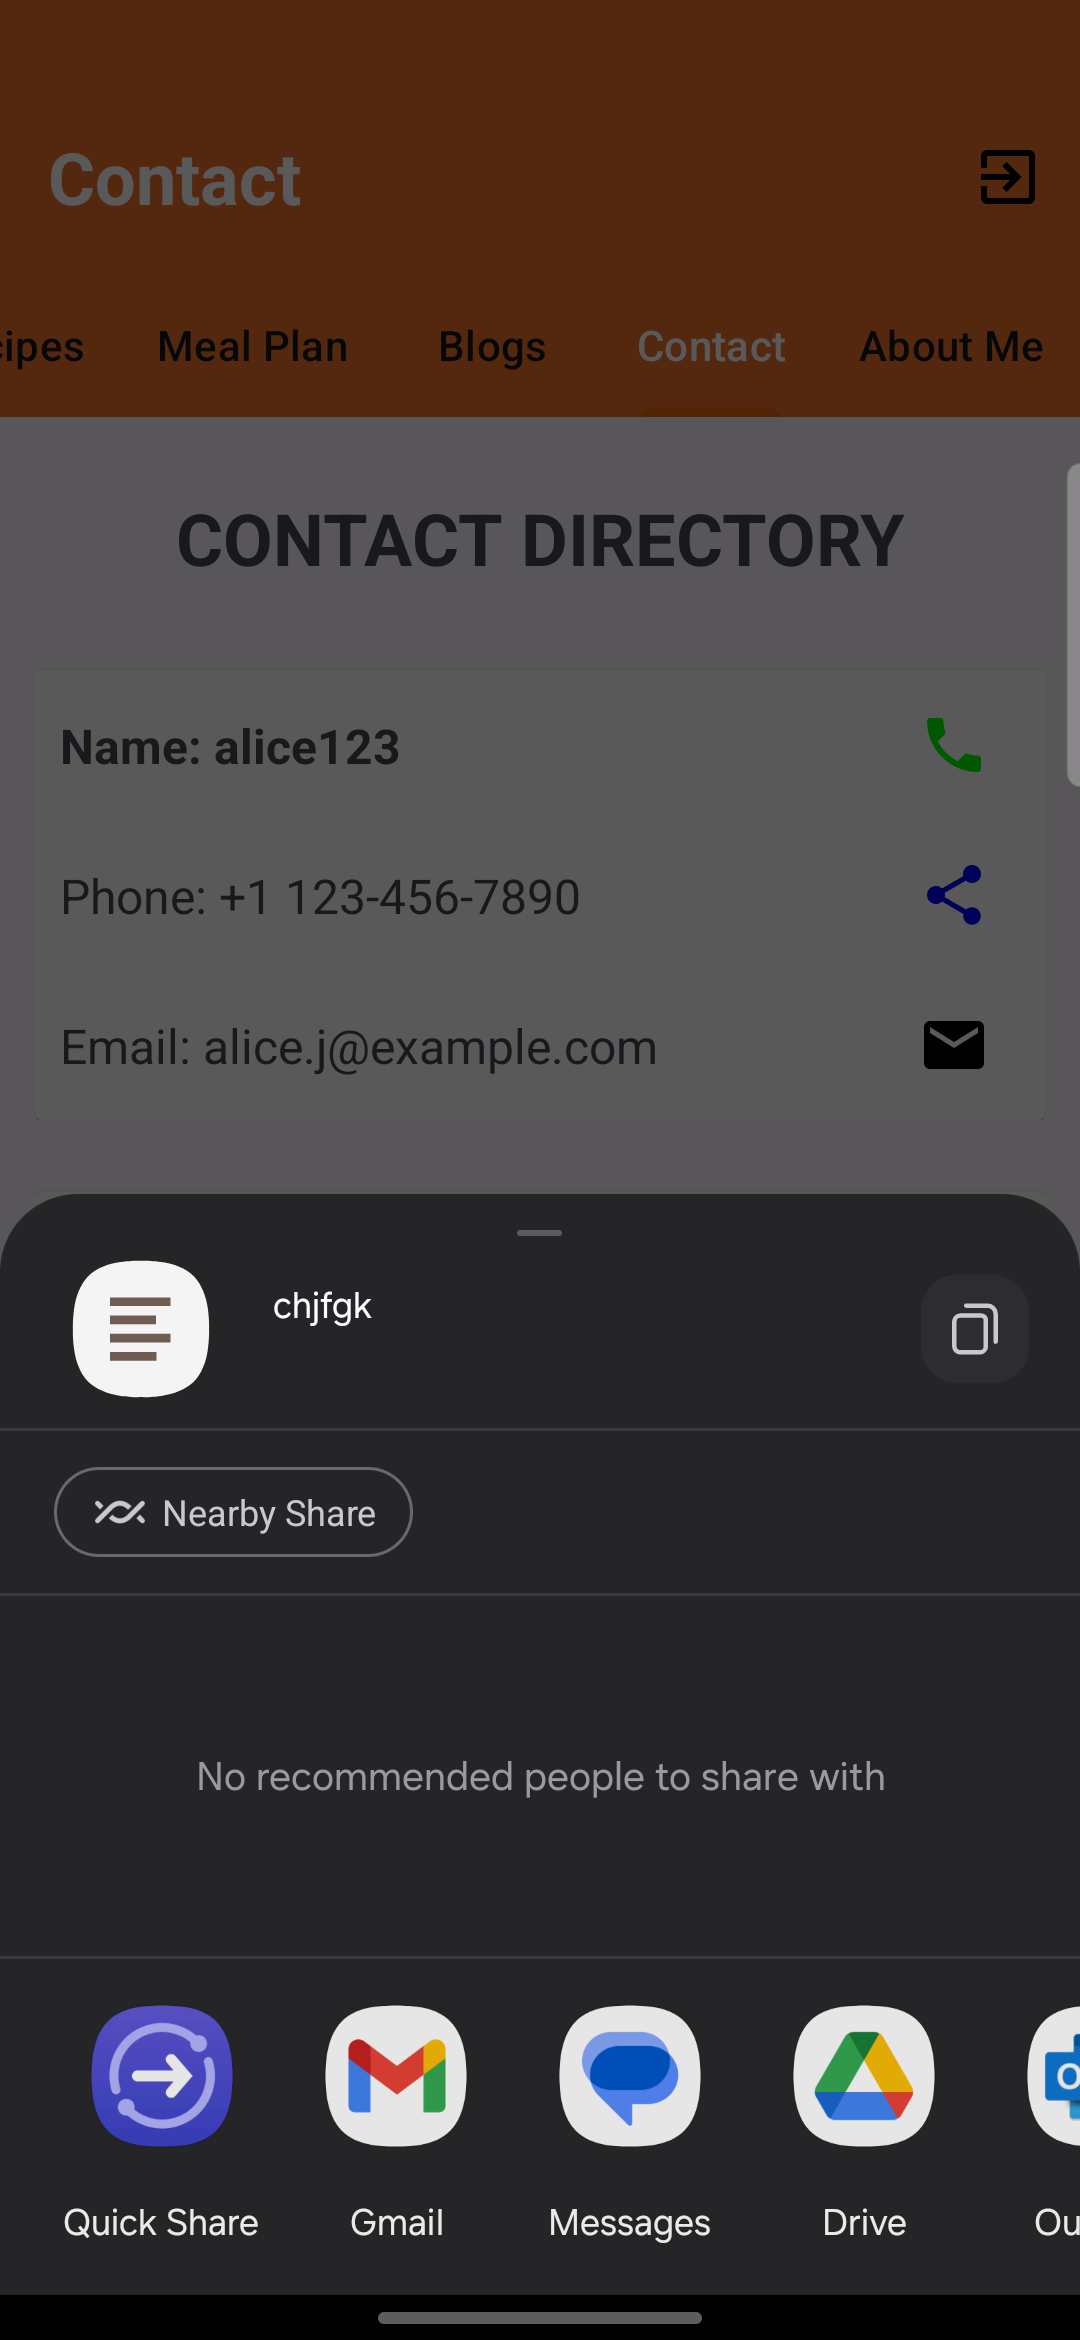 Contact
cipes Meal Plan Blogs Contact About Me
CONTACT DIRECTORY
Name: alice123
Phone: +1 123-456-7890
Email: alice.j@example.com
chjfgk
Nearby Share
No recommended people to share with
Quick Share Gmail Messages Drive Ou